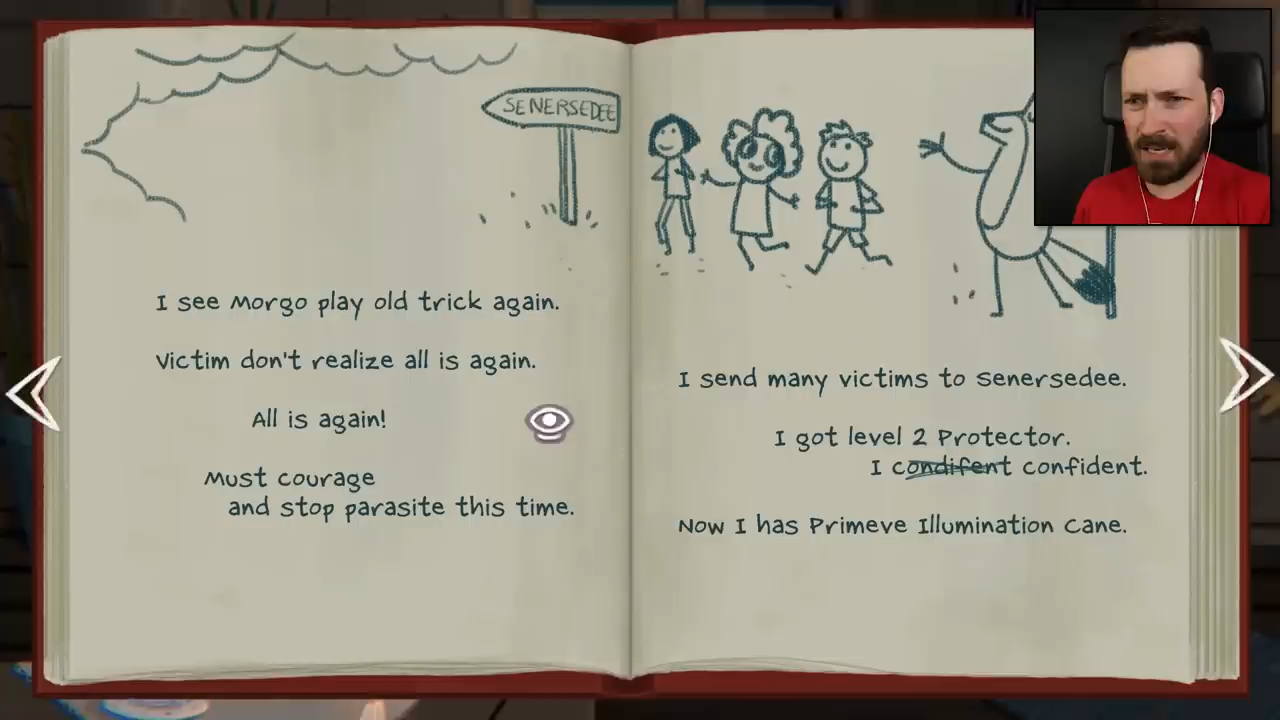 SENERSEDEE
I see Morgo play old trick again.
Victim don't realize all is again.
All is again!
Must courage
and stop parasite this time.
I send many victims to Senersedee.
I got level 2 Protector.
I condifent confident.
Now I has Primeve Illumination Cane.